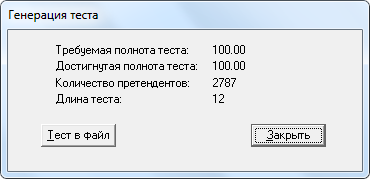 Генерация теста
Требуемая полнота теста: 100.00
Достигнутая полнота теста: 100.00
Количество претендентов: 2787
Длина теста: 12
Тест в файл Закрыть